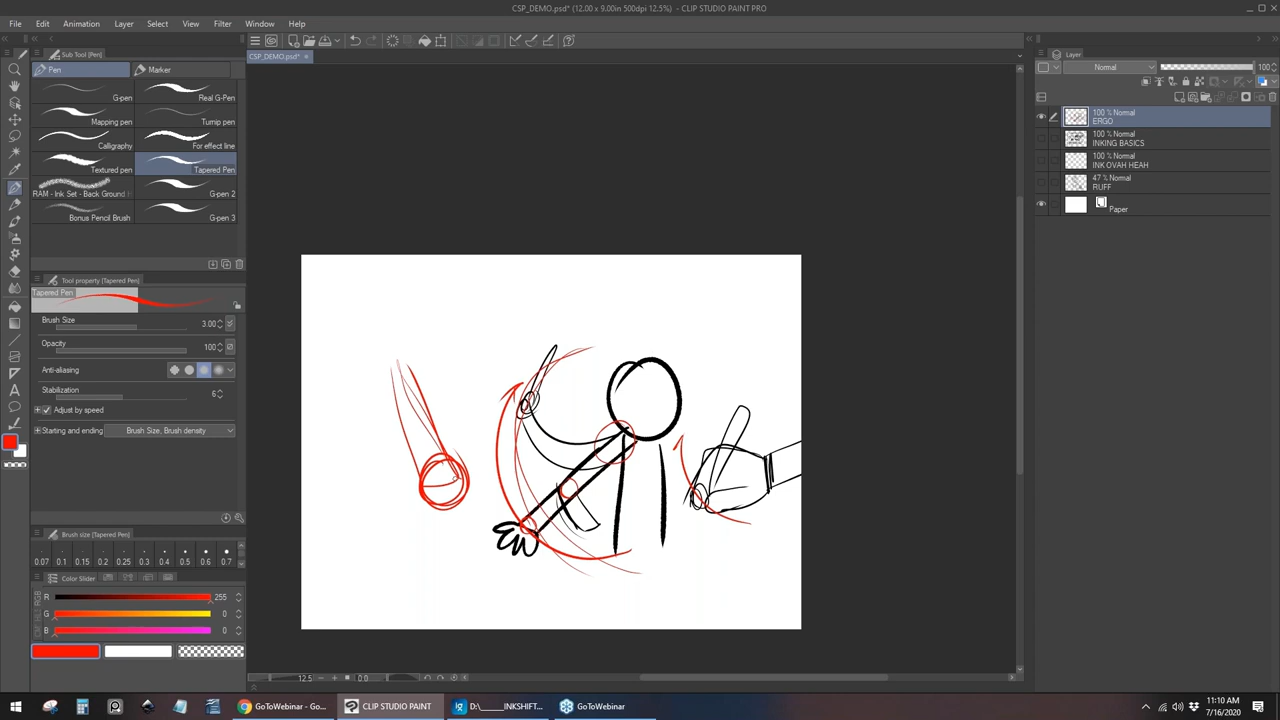 CSP_DEMO.psd* (12.00 x 9.00in 500dpi 12.5%) - CLIP STUDIO PAINT PRO
File Edit Animation Layer Select View Filter Window Help
Sub Tool [Pen]
CSP_DEMO.psd*
Layer
Pen Marker
Normal 100
G-pen Real G-Pen
Mapping pen Turnip pen
Calligraphy For effect line
Textured pen Tapered Pen
RAM - Ink Set - Back Ground G-pen 2
Bonus Pencil Brush G-pen 3
100 % Normal
ERGO
100 % Normal
INKING BASICS
100 % Normal
INK OVAH HEAH
47 % Normal
RUFF
Paper
Tool property [Tapered Pen]
Tapered Pen
Brush Size 3.00
Opacity 100
Anti-aliasing
Stabilization 6
Adjust by speed
Starting and ending Brush Size, Brush density
Brush size [Tapered Pen]
0.07 0.1 0.15 0.2 0.3 0.4 0.5 0.6 0.7
Color Slider
R 255
G 0
B 0
12.5 0.0
GoToWebinar - Go... CLIP STUDIO PAINT D:\_____INKSHIFT... GoToWebinar
11:10 AM
7/16/2020